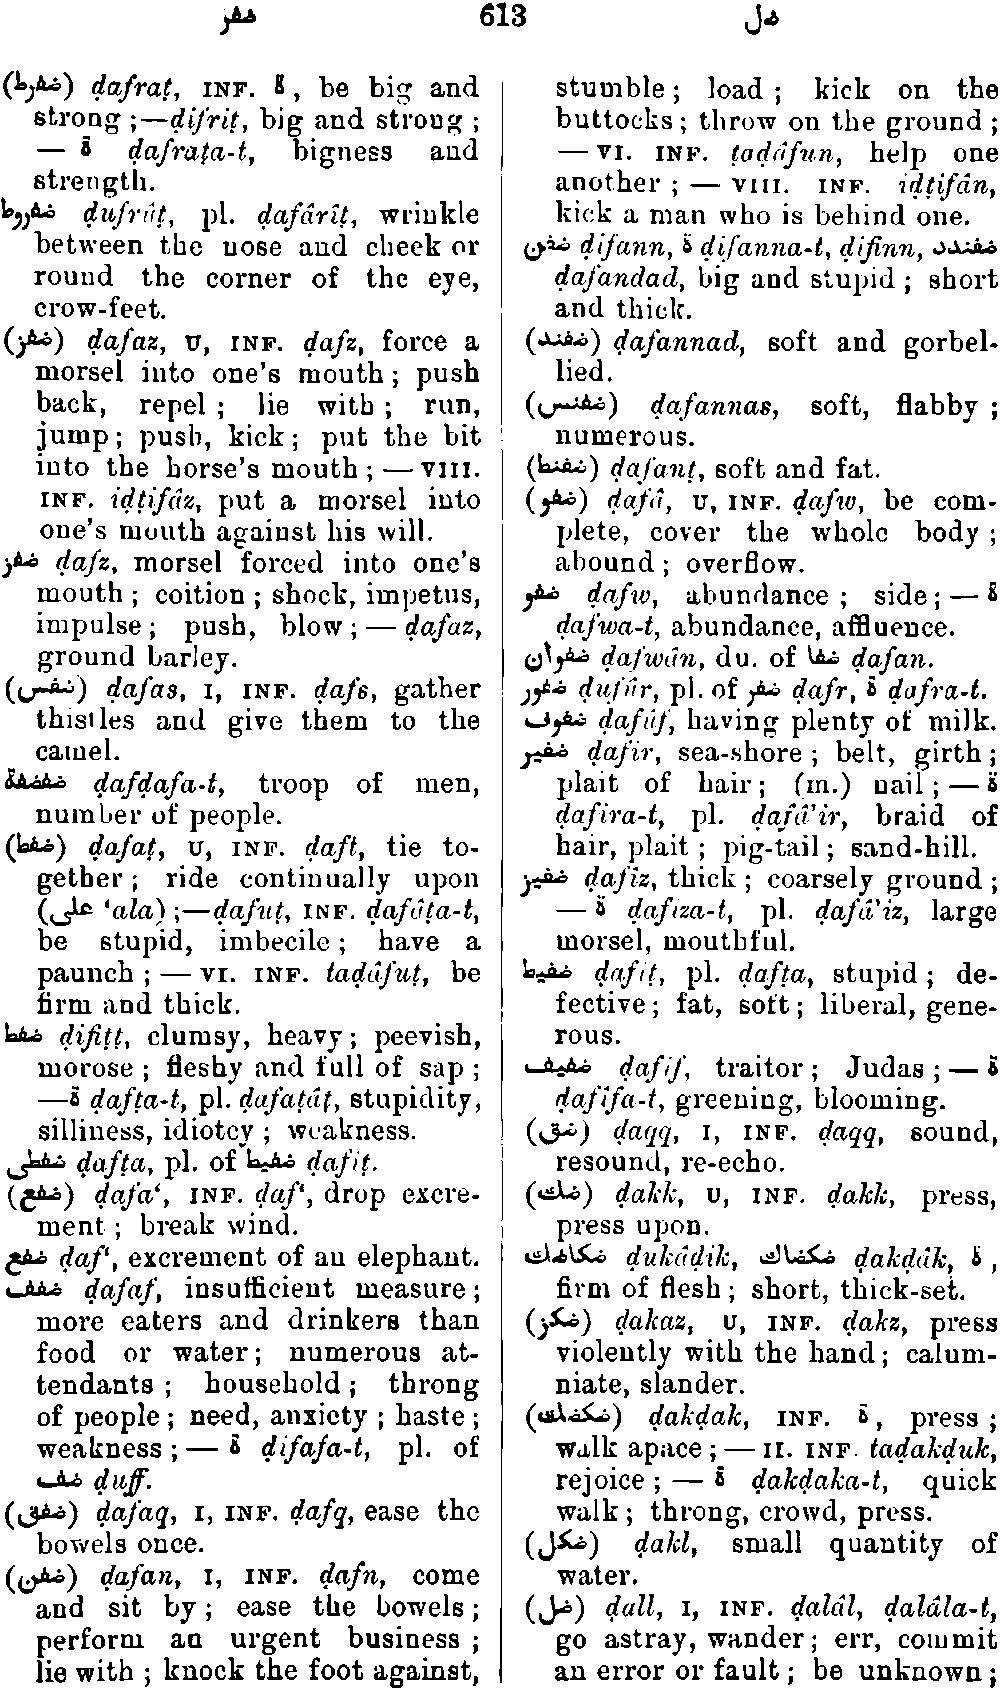 ضفز 613 ضل
(ضفرط) ḍafraṭ, INF. ة, be big and
strong ;—ḍifriṭ, big and strong ;
— ة ḍafraṭa-t, bigness and
strength.
ضفروط ḍufrûṭ, pl. ḍafârîṭ, wrinkle
between the nose and cheek or
round the corner of the eye,
crow-feet.
(ضفز) ḍafaz, U, INF. ḍafz, force a
morsel into one's mouth; push
back, repel ; lie with ; run,
jump; push, kick; put the bit
into the horse's mouth ;— VIII.
INF. iḍṭifâz, put a morsel into
one's mouth against his will.
ضفز ḍafz, morsel forced into one's
mouth ; coition ; shock, impetus,
impulse; push, blow ;— ḍafaz,
ground barley.
(ضفس) ḍafas, I, INF. ḍafs, gather
thistles and give them to the
camel.
ضفضفة ḍafḍafa-t, troop of men,
number of people.
(ضفط) ḍafaṭ, U, INF. ḍaft, tie to-
gether ; ride continually upon
(على 'ala) ;—ḍafuṭ, INF. ḍafâṭa-t,
be stupid, imbecile ; have a
paunch ;— VI. INF. taḍâfuṭ, be
firm and thick.
ضفط ḍifiṭṭ, clumsy, heavy; peevish,
morose ; fleshy and full of sap ;
—ة ḍafṭa-t, pl. ḍafaṭât, stupidity,
silliness, idiotcy ; weakness.
ضفطى ḍafṭa, pl. of ضفيط ḍafîṭ.
(ضفع) ḍafa‘, INF. ḍaf‘, drop excre-
ment ; break wind.
ضفع ḍaf‘, excrement of an elephant.
ضفف ḍafaf, insufficient measure;
more eaters and drinkers than
food or water; numerous at-
tendants ; household ; throng
of people; need, anxiety ; haste ;
weakness ;— ة ḍifafa-t, pl. of
ضف ḍuff.
(ضفق) ḍafaq, I, INF. ḍafq, ease the
bowels once.
(ضفن) ḍafan, I, INF. ḍafn, come
and sit by; ease the bowels;
perform an urgent business ;
lie with ; knock the foot against,
stumble; load ; kick on the
buttocks; throw on the ground ;
— VI. INF. taḍâfun, help one
another ; — VIII. INF. iḍṭifân,
kick a man who is behind one.
ضفن ḍifann, ة ḍifanna-t, ḍifinn, ضفندد
ḍafandad, big and stupid ; short
and thick.
(ضفند) ḍafannad, soft and gorbel-
lied.
(ضفنس) ḍafannas, soft, flabby ;
numerous.
(ضفنط) ḍafanṭ, soft and fat.
(ضفو) ḍafâ, U, INF. ḍafw, be com-
plete, cover the whole body ;
abound; overflow.
ضفو ḍafw, abundance ; side;— ة
ḍafwa-t, abundance, affluence.
ضفوان ḍafwân, du. of ضفا ḍafan.
ضفور ḍufûr, pl. of ضفر ḍafr, ة ḍafra-t.
ضفوف ḍafûf, having plenty of milk.
ضفير ḍafîr, sea-shore ; belt, girth ;
plait of hair; (m.) nail ;— ة
ḍafîra-t, pl. ḍafâ'ir, braid of
hair, plait ; pig-tail ; sand-hill.
ضفيز ḍafîz, thick ; coarsely ground ;
— ة ḍafîza-t, pl. ḍafâ'iz, large
morsel, mouthful.
ضفيط ḍafîṭ, pl. ḍafṭa, stupid ; de-
fective; fat, soft; liberal, gene-
rous.
ضفيف ḍafîf, traitor ; Judas ;— ة
ḍafîfa-t, greening, blooming.
(ضق) ḍaqq, I, INF. ḍaqq, sound,
resound, re-echo.
(ضك) ḍakk, U, INF. ḍakk, press,
press upon.
ضكاضك ḍukâḍik, ضكضاك ḍakḍâk, ة ,
firm of flesh ; short, thick-set.
(ضكز) ḍakaz, U, INF. ḍakz, press
violently with the hand; calum-
niate, slander.
(ضكضك) ḍakḍak, INF. ة, press ;
walk apace ;— II. INF. taḍakḍuk,
rejoice ; — ة ḍakḍaka-t, quick
walk ; throng, crowd, press.
(ضكل) ḍakl, small quantity of
water.
(ضل) ḍall, I, INF. ḍalâl, ḍalâla-t,
go astray, wander; err, commit
an error or fault ; be unknown ;